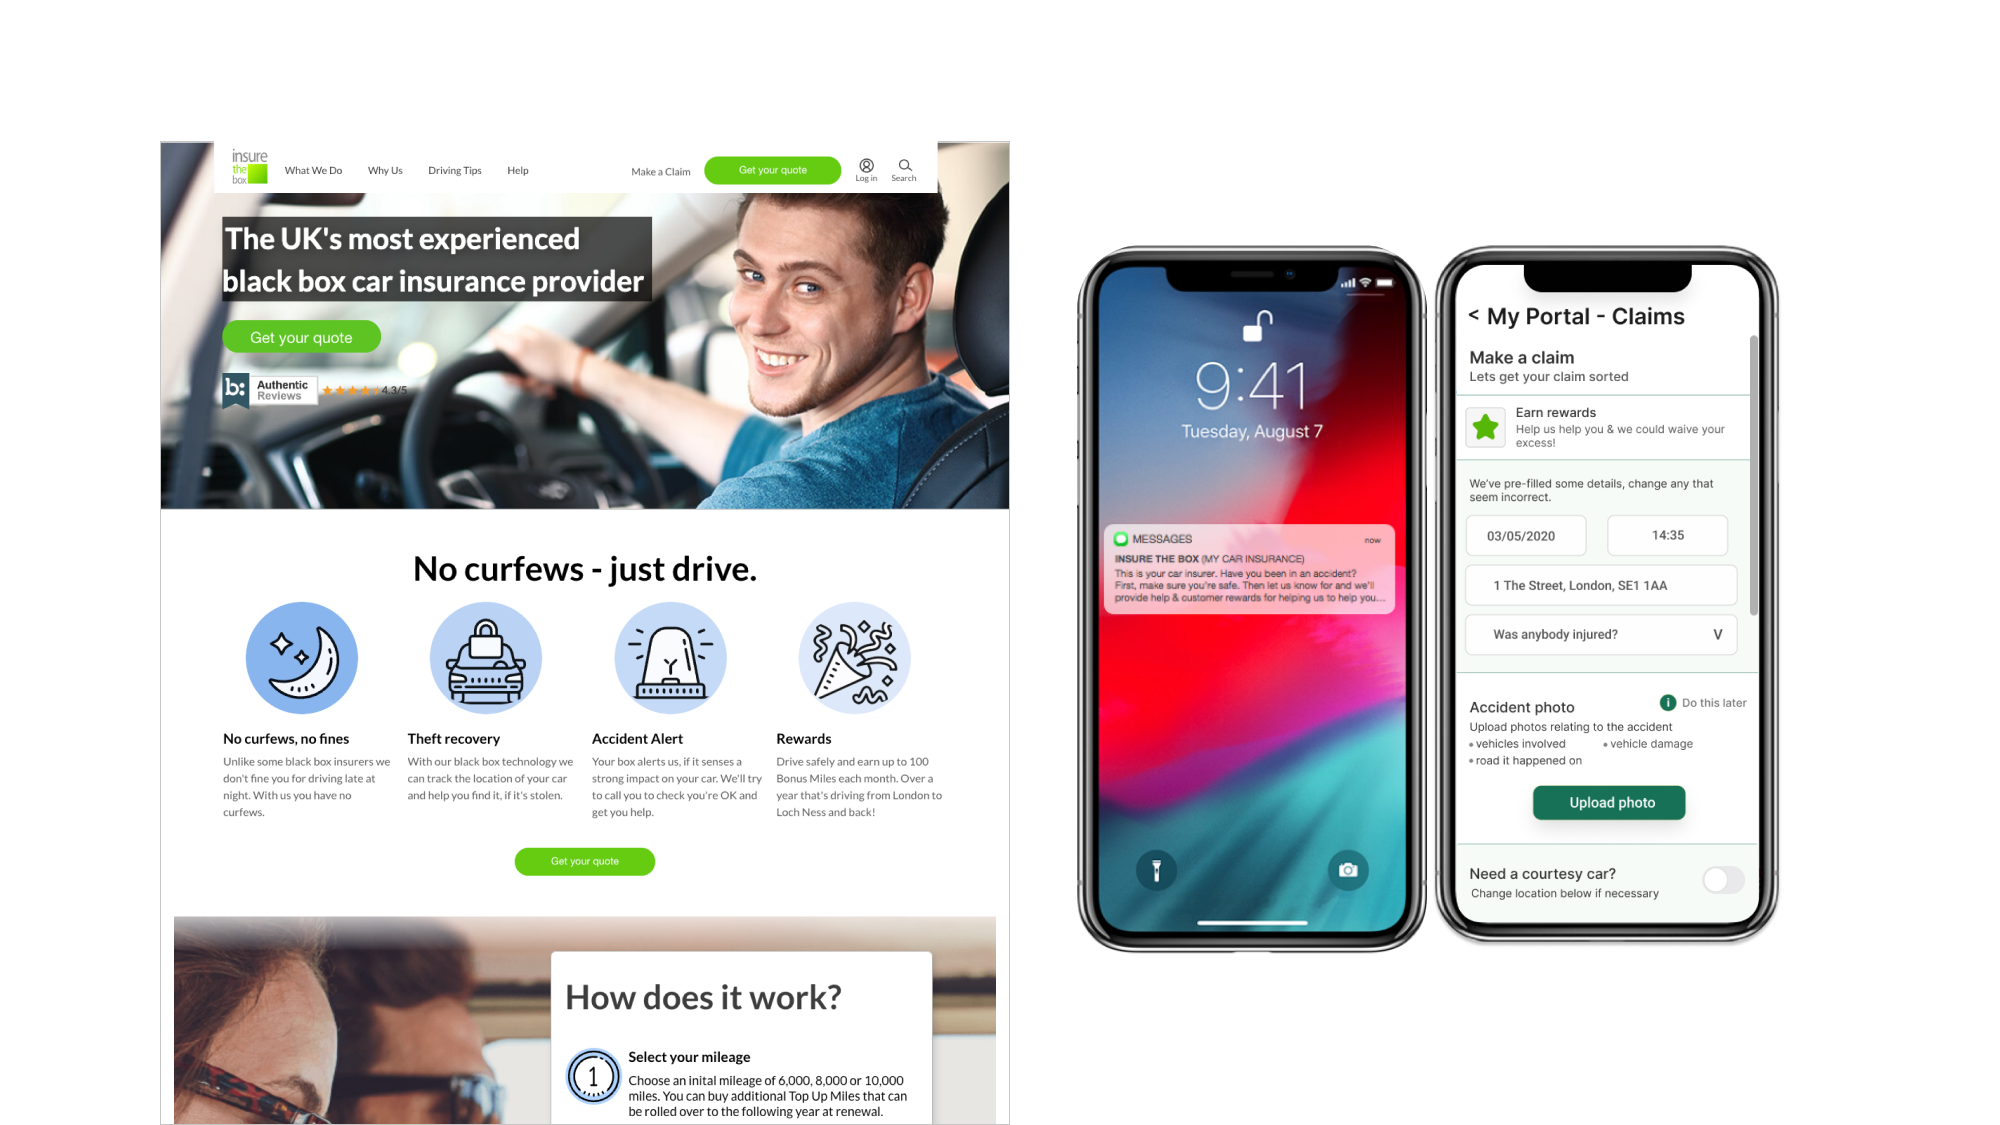 insure
the
box
What We Do
Why Us
Driving Tips
Help
Make a Claim
Get your quote
Log in
Search
The UK's most experienced
black box car insurance provider
Get your quote
b:
Authentic
Reviews
4.3/5
No curfews - just drive.
No curfews, no fines
Unlike some black box insurers we
don't fine you for driving late at
night. With us you have no
curfews.
Theft recovery
With our black box technology we
can track the location of your car
and help you find it, if it's stolen.
Accident Alert
Your box alerts us, if it senses a
strong impact on your car. We'll try
to call you to check you're OK and
get you help.
Rewards
Drive safely and earn up to 100
Bonus Miles each month. Over a
year that's driving from London to
Loch Ness and back!
Get your quote
How does it work?
1
Select your mileage
Choose an inital mileage of 6,000, 8,000 or 10,000
miles. You can buy additional Top Up Miles that can
be rolled over to the following year at renewal.
9:41
Tuesday, August 7
MESSAGES
now
INSURE THE BOX (MY CAR INSURANCE)
This is your car insurer. Have you been in an accident?
First, make sure you're safe. Then let us know for and we'll
provide help & customer rewards for helping us to help you...
< My Portal - Claims
Make a claim
Lets get your claim sorted
Earn rewards
Help us help you & we could waive your
excess!
We've pre-filled some details, change any that
seem incorrect.
03/05/2020
14:35
1 The Street, London, SE1 1AA
Was anybody injured?
V
Accident photo
i Do this later
Upload photos relating to the accident
• vehicles involved
• vehicle damage
• road it happened on
Upload photo
Need a courtesy car?
Change location below if necessary